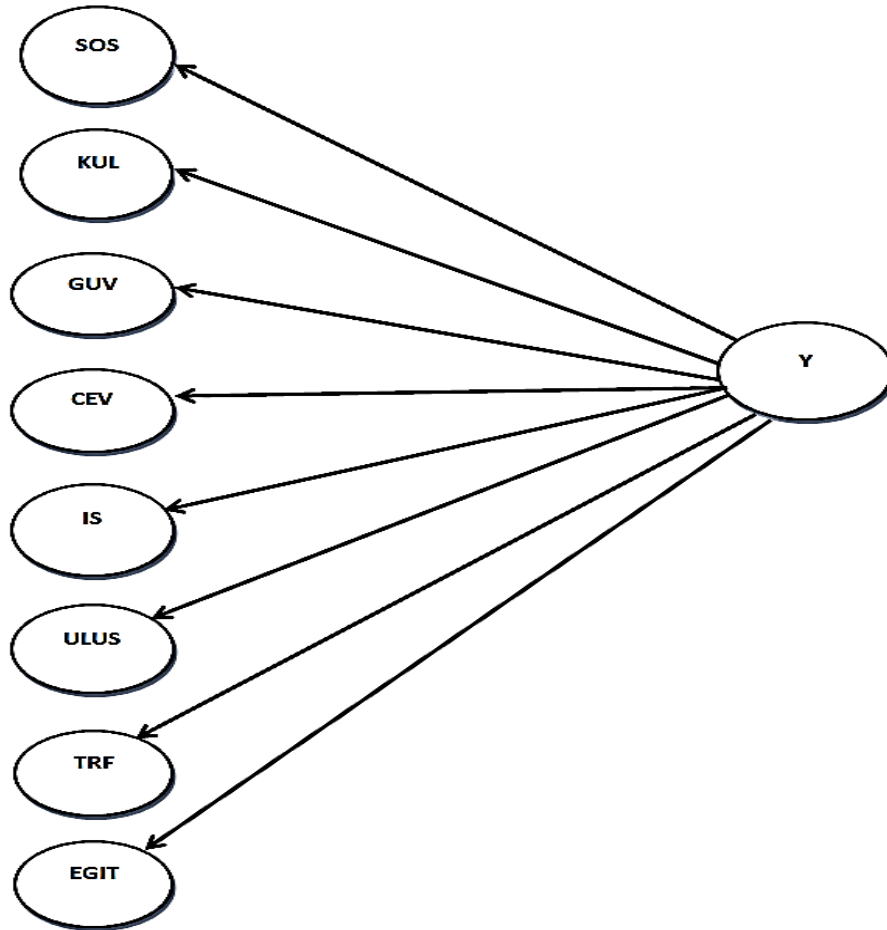 SOS
KUL
GUV
CEV
IS
ULUS
TRF
EGIT
Y